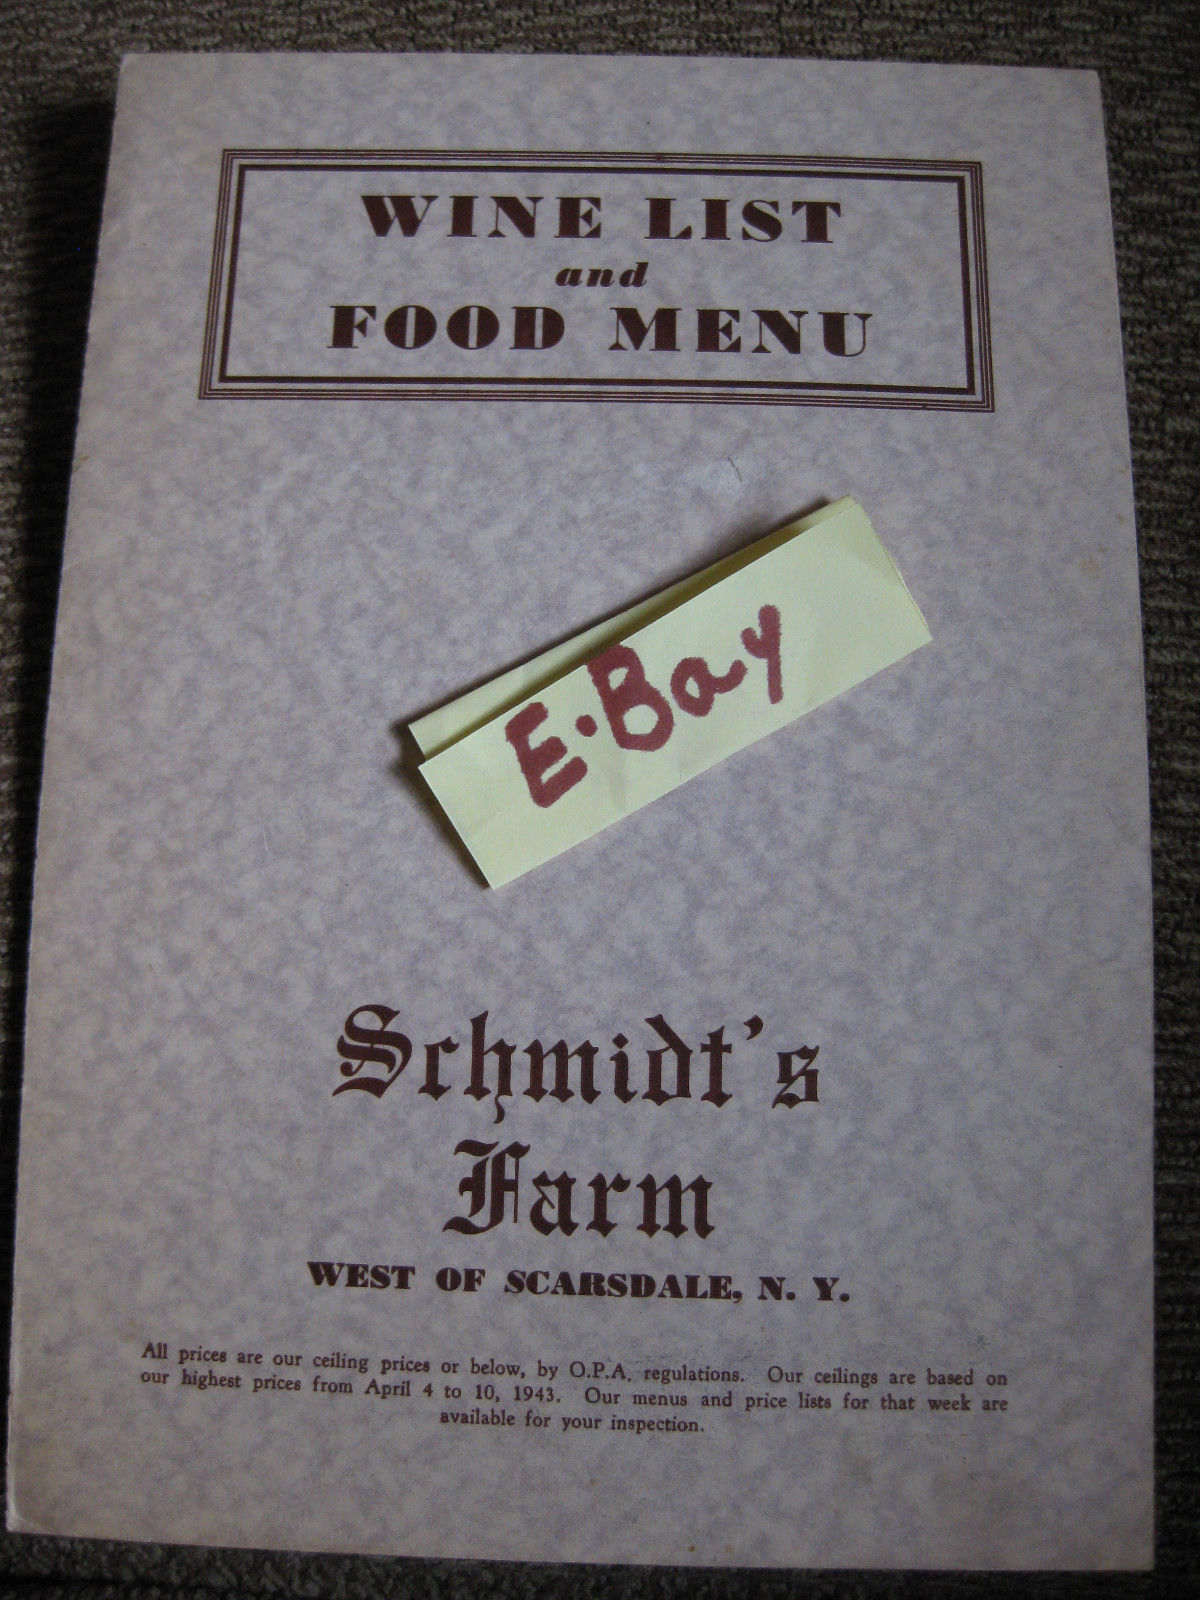 WINE LIST
and
FOOD MENU
E·Bay
Schmidt's
Farm
WEST OF SCARSDALE, N. Y.
All prices are our ceiling prices or below, by O.P.A. regulations. Our ceilings are based on
our highest prices from April 4 to 10, 1943. Our menus and price lists for that week are
available for your inspection.